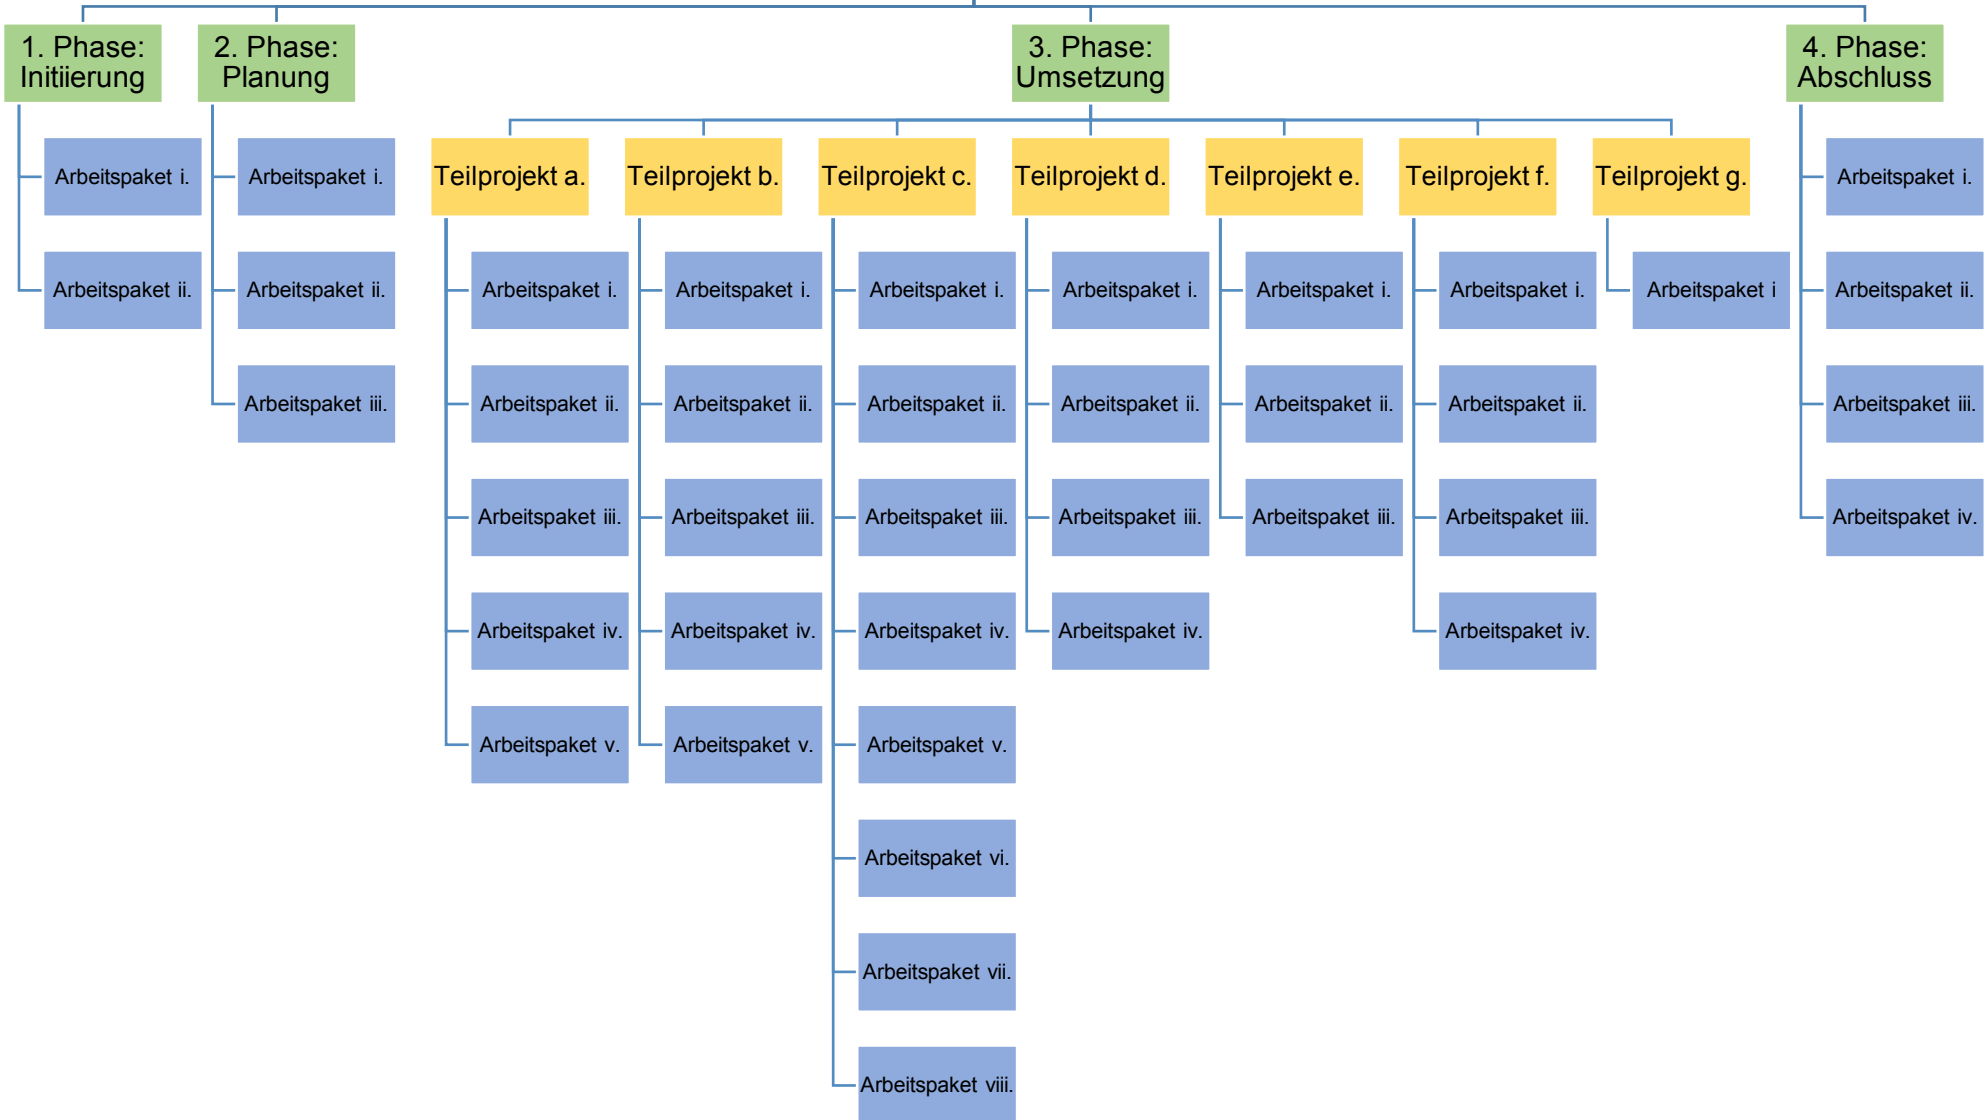 1. Phase:
Initiierung
2. Phase:
Planung
3. Phase:
Umsetzung
4. Phase:
Abschluss
Arbeitspaket i.
Arbeitspaket ii.
Arbeitspaket i.
Arbeitspaket ii.
Arbeitspaket iii.
Teilprojekt a.
Arbeitspaket i.
Arbeitspaket ii.
Arbeitspaket iii.
Arbeitspaket iv.
Arbeitspaket v.
Teilprojekt b.
Arbeitspaket i.
Arbeitspaket ii.
Arbeitspaket iii.
Arbeitspaket iv.
Arbeitspaket v.
Teilprojekt c.
Arbeitspaket i.
Arbeitspaket ii.
Arbeitspaket iii.
Arbeitspaket iv.
Arbeitspaket v.
Arbeitspaket vi.
Arbeitspaket vii.
Arbeitspaket viii.
Teilprojekt d.
Arbeitspaket i.
Arbeitspaket ii.
Arbeitspaket iii.
Arbeitspaket iv.
Teilprojekt e.
Arbeitspaket i.
Arbeitspaket ii.
Arbeitspaket iii.
Teilprojekt f.
Arbeitspaket i.
Arbeitspaket ii.
Arbeitspaket iii.
Arbeitspaket iv.
Teilprojekt g.
Arbeitspaket i
Arbeitspaket i.
Arbeitspaket ii.
Arbeitspaket iii.
Arbeitspaket iv.